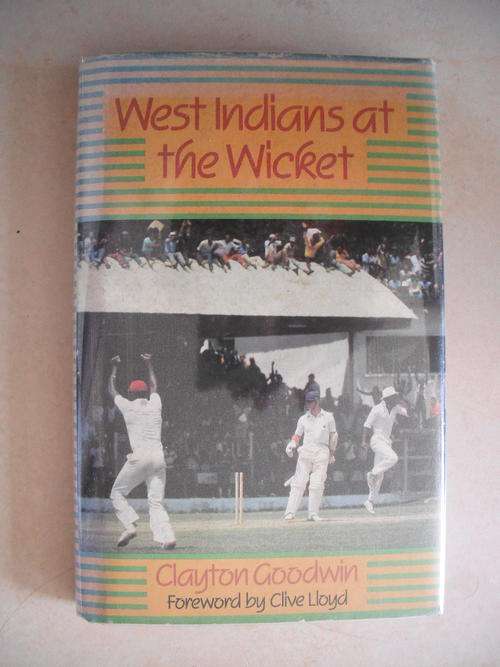 West Indians at
the Wicket
Clayton Goodwin
Foreword by Clive Lloyd